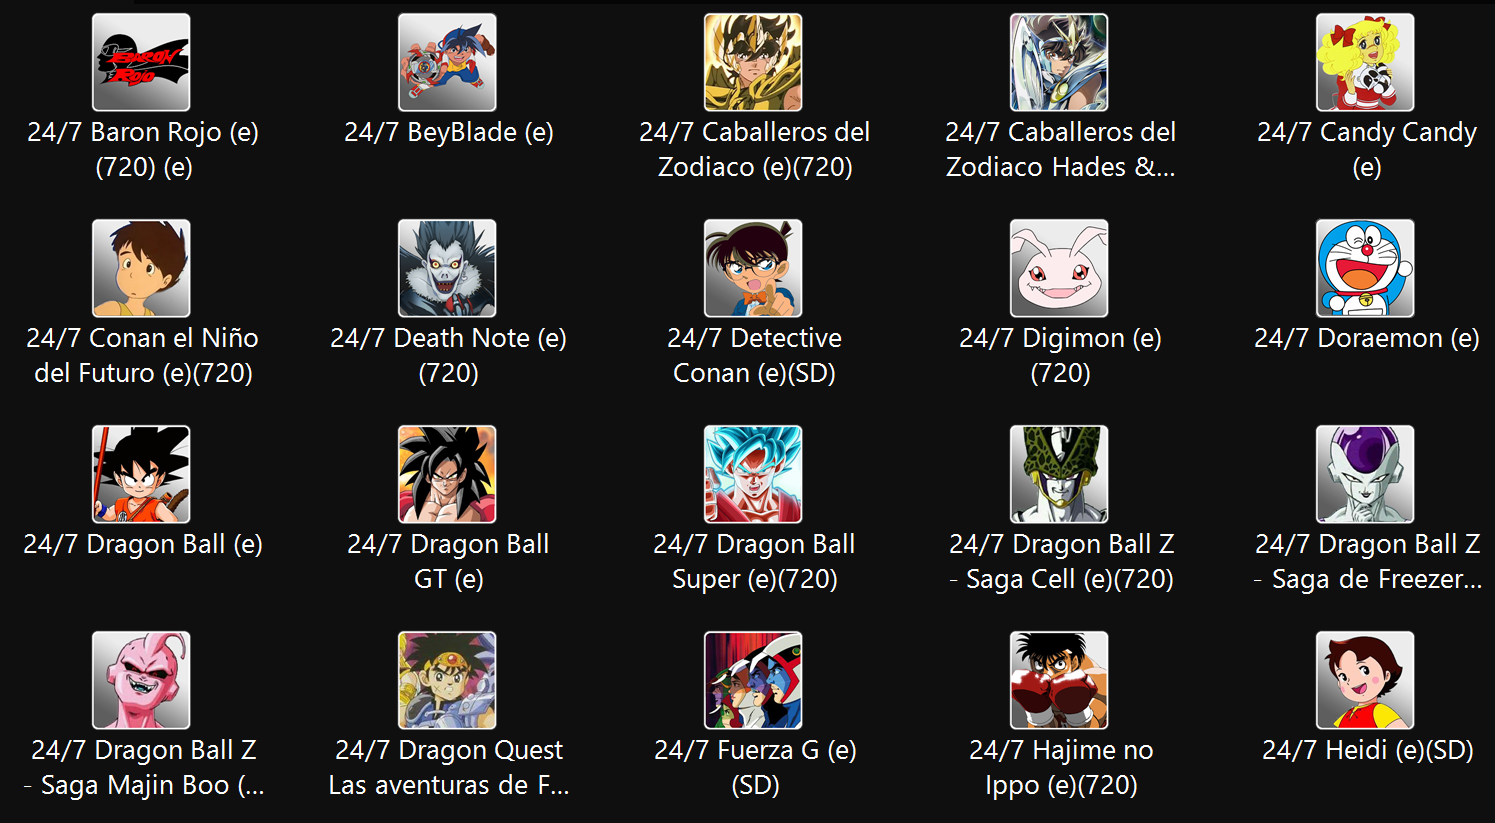 BARON
ROJO
24/7 Baron Rojo (e)
(720) (e)
24/7 BeyBlade (e)
24/7 Caballeros del
Zodiaco (e)(720)
24/7 Caballeros del
Zodiaco Hades &...
24/7 Candy Candy
(e)
24/7 Conan el Niño
del Futuro (e)(720)
24/7 Death Note (e)
(720)
24/7 Detective
Conan (e)(SD)
24/7 Digimon (e)
(720)
24/7 Doraemon (e)
24/7 Dragon Ball (e)
24/7 Dragon Ball
GT (e)
24/7 Dragon Ball
Super (e)(720)
24/7 Dragon Ball Z
- Saga Cell (e)(720)
24/7 Dragon Ball Z
- Saga de Freezer...
24/7 Dragon Ball Z
- Saga Majin Boo (...
24/7 Dragon Quest
Las aventuras de F...
24/7 Fuerza G (e)
(SD)
24/7 Hajime no
Ippo (e)(720)
24/7 Heidi (e)(SD)